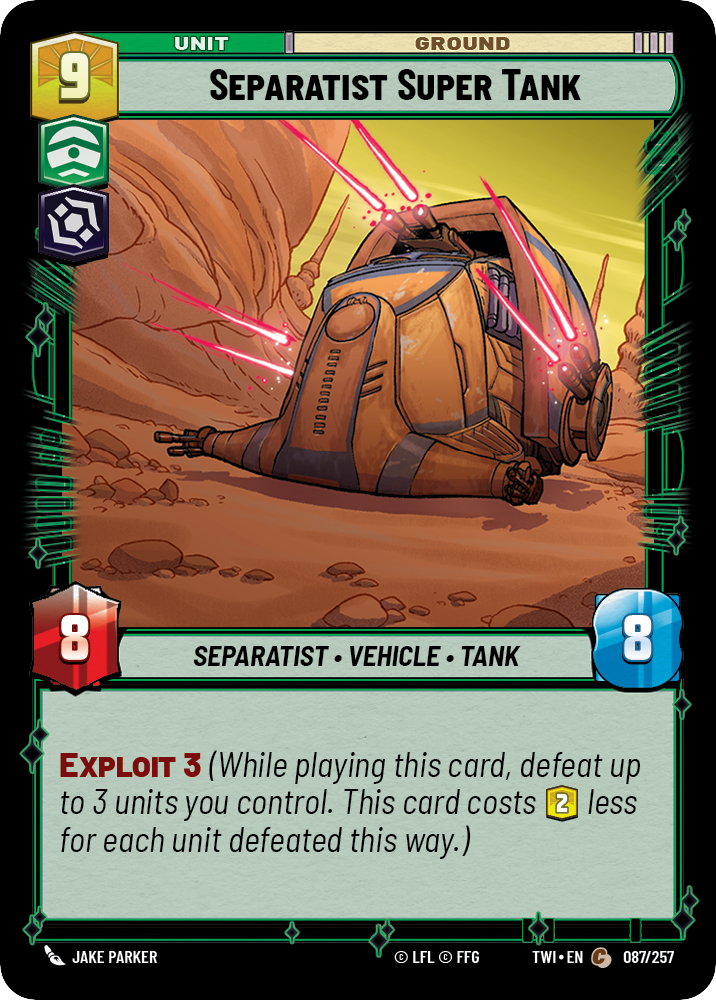 UNIT
GROUND
9
SEPARATIST SUPER TANK
8
8
SEPARATIST • VEHICLE • TANK
EXPLOIT 3 (While playing this card, defeat up
to 3 units you control. This card costs 2 less
for each unit defeated this way.)
JAKE PARKER
© LFL © FFG
TWI • EN C 087/257